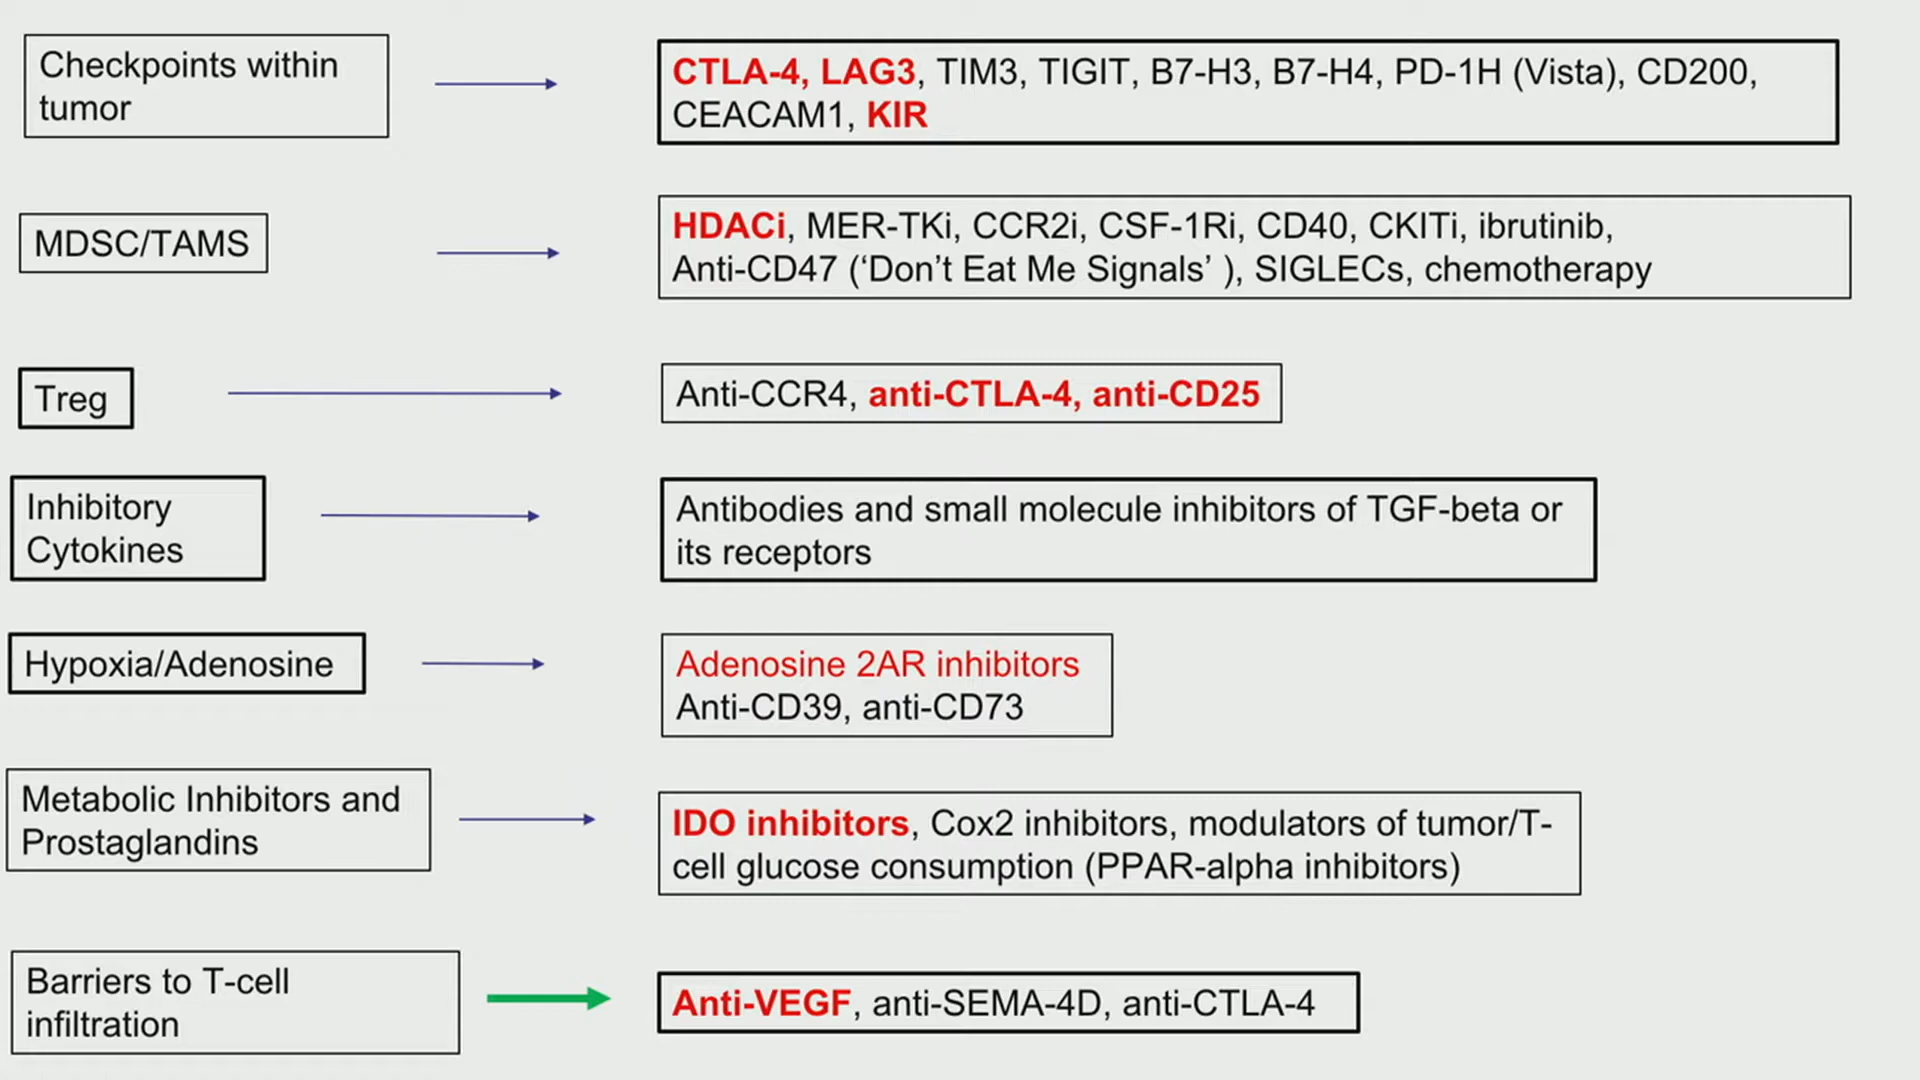 Checkpoints within
tumor
CTLA-4, LAG3, TIM3, TIGIT, B7-H3, B7-H4, PD-1H (Vista), CD200,
CEACAM1, KIR
MDSC/TAMS
HDACi, MER-TKi, CCR2i, CSF-1Ri, CD40, CKITi, ibrutinib,
Anti-CD47 (‘Don’t Eat Me Signals’ ), SIGLECs, chemotherapy
Treg
Anti-CCR4, anti-CTLA-4, anti-CD25
Inhibitory
Cytokines
Antibodies and small molecule inhibitors of TGF-beta or
its receptors
Hypoxia/Adenosine
Adenosine 2AR inhibitors
Anti-CD39, anti-CD73
Metabolic Inhibitors and
Prostaglandins
IDO inhibitors, Cox2 inhibitors, modulators of tumor/T-
cell glucose consumption (PPAR-alpha inhibitors)
Barriers to T-cell
infiltration
Anti-VEGF, anti-SEMA-4D, anti-CTLA-4